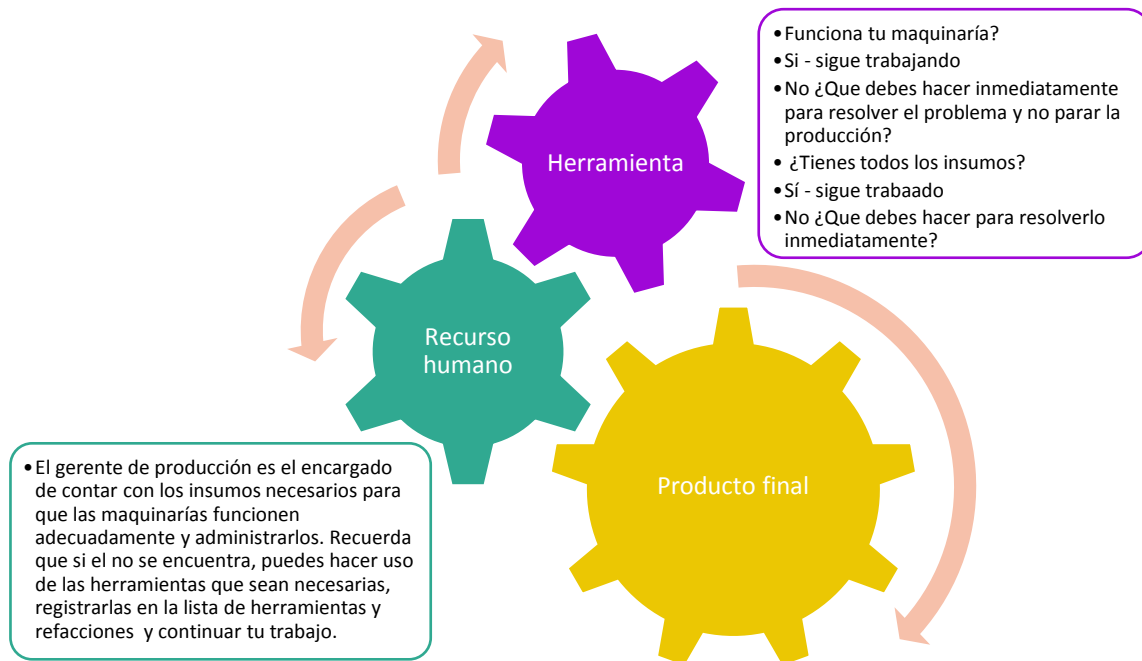 •Funciona tu maquinaría?
•Si - sigue trabajando
•No ¿Que debes hacer inmediatamente
para resolver el problema y no parar la
producción?
• ¿Tienes todos los insumos?
•Sí - sigue trabaado
•No ¿Que debes hacer para resolverlo
inmediatamente?
Herramienta
Recurso
humano
•El gerente de producción es el encargado
de contar con los insumos necesarios para
que las maquinarías funcionen
adecuadamente y administrarlos. Recuerda
que si el no se encuentra, puedes hacer uso
de las herramientas que sean necesarias,
registrarlas en la lista de herramientas y
refacciones y continuar tu trabajo.
Producto final